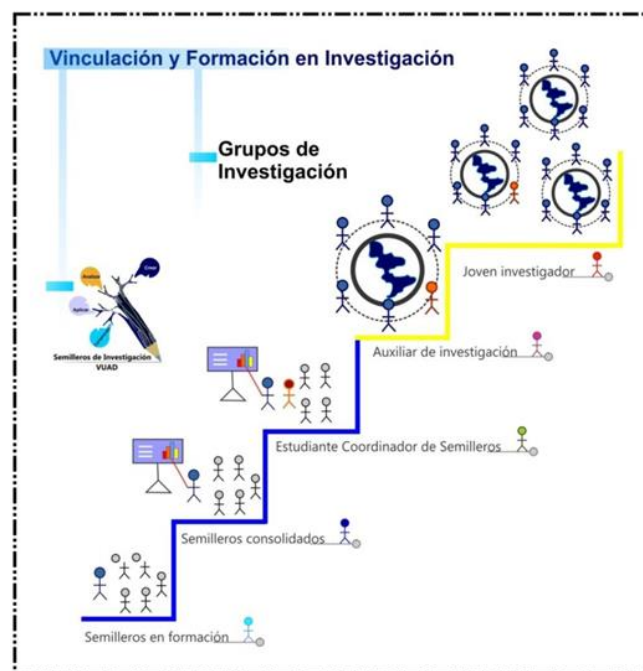 Vinculación y Formación en Investigación
Grupos de
Investigación
Crear
Analizar
Aplicar
Semilleros de Investigación
VUAD
Joven investigador
Auxiliar de investigación
Estudiante Coordinador de Semilleros
Semilleros consolidados
Semilleros en formación